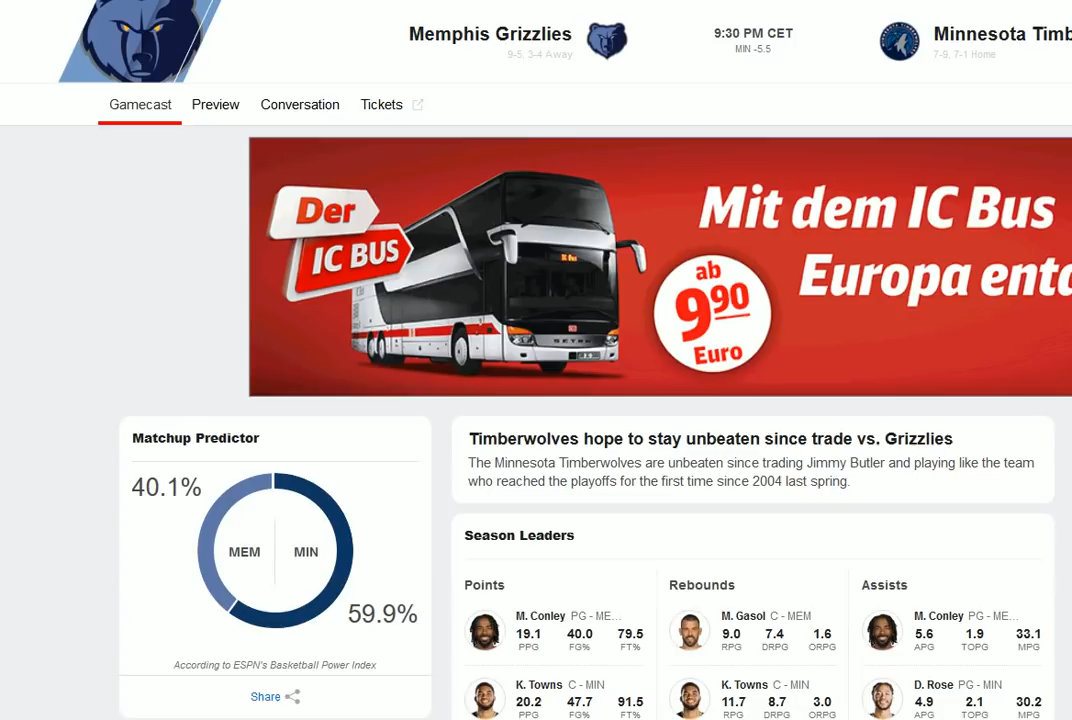 Memphis Grizzlies
9-5, 3-4 Away
9:30 PM CET
MIN -5.5
Minnesota Timb
7-9, 7-1 Home
Gamecast Preview Conversation Tickets
Der
IC BUS
Mit dem IC Bus
Europa entd
ab
9⁹⁰
Euro
IC Bus
DB
SETRA
Matchup Predictor
40.1%
MEM MIN
59.9%
According to ESPN's Basketball Power Index
Share
Timberwolves hope to stay unbeaten since trade vs. Grizzlies
The Minnesota Timberwolves are unbeaten since trading Jimmy Butler and playing like the team
who reached the playoffs for the first time since 2004 last spring.
Season Leaders
Points
M. Conley PG - ME...
19.1 40.0 79.5
PPG FG% FT%
K. Towns C - MIN
20.2 47.7 91.5
PPG FG% FT%
Rebounds
M. Gasol C - MEM
9.0 7.4 1.6
RPG DRPG ORPG
K. Towns C - MIN
11.7 8.7 3.0
RPG DRPG ORPG
Assists
M. Conley PG - ME...
5.6 1.9 33.1
APG TOPG MPG
D. Rose PG - MIN
4.9 2.1 30.2
APG TOPG MPG